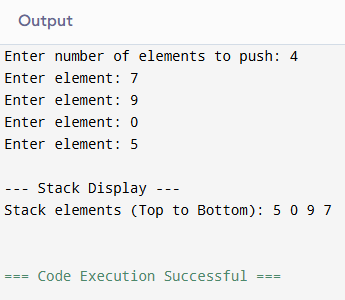 Output
Enter number of elements to push: 4
Enter element: 7
Enter element: 9
Enter element: 0
Enter element: 5
--- Stack Display ---
Stack elements (Top to Bottom): 5 0 9 7
=== Code Execution Successful ===